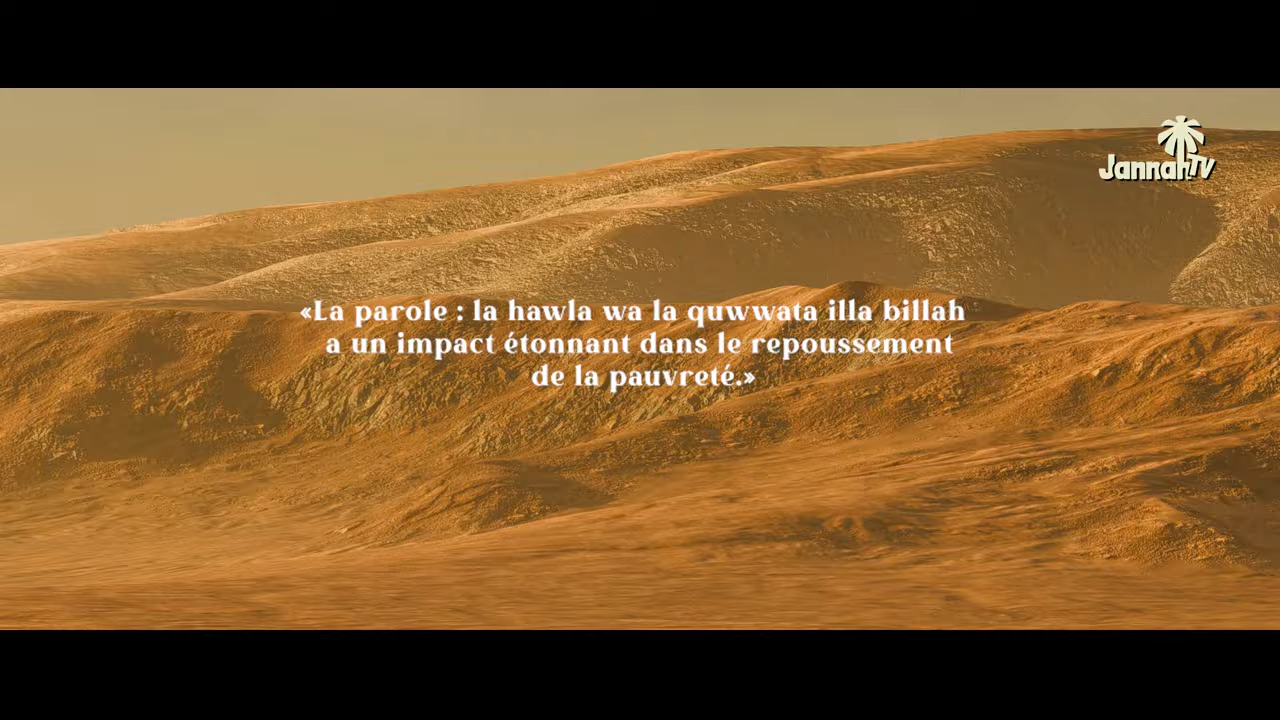 JannahTV
«La parole : la hawla wa la quwwata illa billah
a un impact étonnant dans le repoussement
de la pauvreté.»